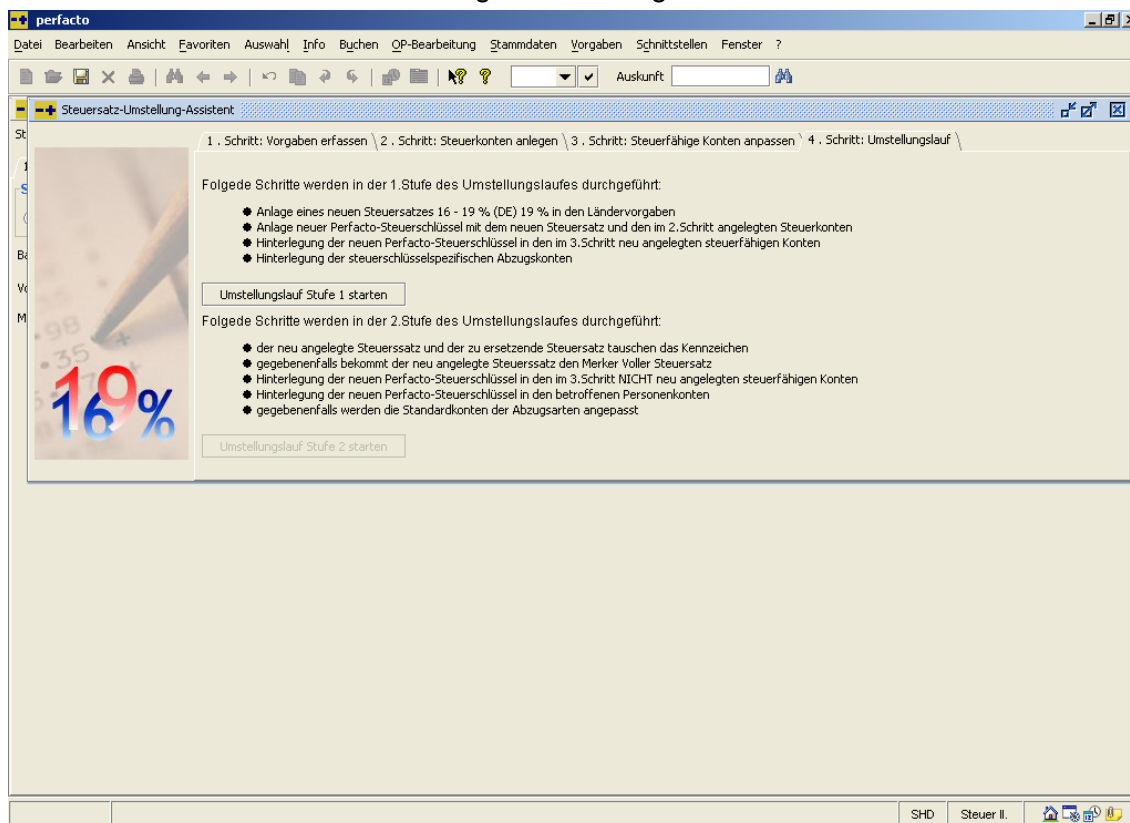 perfacto
Datei Bearbeiten Ansicht Favoriten Auswahl Info Buchen OP-Bearbeitung Stammdaten Vorgaben Schnittstellen Fenster ?
Auskunft
Steuersatz-Umstellung-Assistent
St
1 . Schritt: Vorgaben erfassen 2 . Schritt: Steuerkonten anlegen 3 . Schritt: Steuerfähige Konten anpassen 4 . Schritt: Umstellungslauf
1
S
Ba
Vo
M
Folgede Schritte werden in der 1.Stufe des Umstellungslaufes durchgeführt:
Anlage eines neuen Steuersatzes 16 - 19 % (DE) 19 % in den Ländervorgaben
Anlage neuer Perfacto-Steuerschlüssel mit dem neuen Steuersatz und den im 2.Schritt angelegten Steuerkonten
Hinterlegung der neuen Perfacto-Steuerschlüssel in den im 3.Schritt neu angelegten steuerfähigen Konten
Hinterlegung der steuerschlüsselspezifischen Abzugskonten
Umstellungslauf Stufe 1 starten
Folgede Schritte werden in der 2.Stufe des Umstellungslaufes durchgeführt:
der neu angelegte Steuerssatz und der zu ersetzende Steuersatz tauschen das Kennzeichen
gegebenenfalls bekommt der neu angelegte Steuerssatz den Merker Voller Steuersatz
Hinterlegung der neuen Perfacto-Steuerschlüssel in den im 3.Schritt NICHT neu angelegten steuerfähigen Konten
Hinterlegung der neuen Perfacto-Steuerschlüssel in den betroffenen Personenkonten
gegebenenfalls werden die Standardkonten der Abzugsarten angepasst
Umstellungslauf Stufe 2 starten
.98
.35
169%
SHD Steuer II.